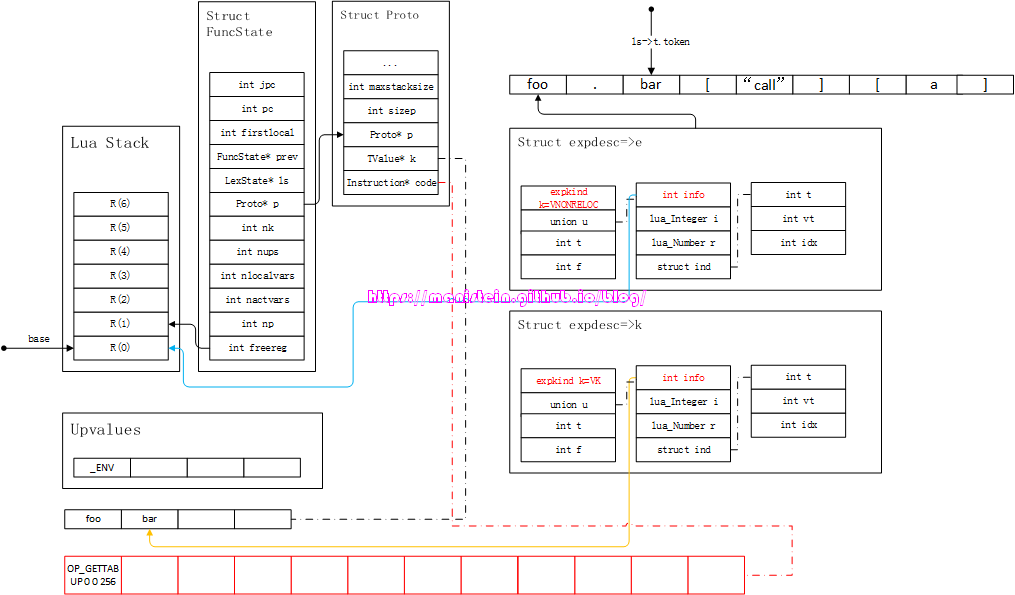 Struct
FuncState
int jpc
int pc
int firstlocal
FuncState* prev
LexState* ls
Proto* p
int nk
int nups
int nlocalvars
int nactvars
int np
int freereg
Struct Proto
...
int maxstacksize
int sizep
Proto* p
TValue* k
Instruction* code
ls->t.token
foo . bar [ “call” ] [ a ]
Lua Stack
R(6)
R(5)
R(4)
R(3)
R(2)
R(1)
R(0)
base
Struct expdesc=>e
expkind
k=VNONRELOC
union u
int t
int f
int info
lua_Integer i
lua_Number r
struct ind
int t
int vt
int idx
https://manistein.github.io/blog/
Struct expdesc=>k
expkind k=VK
union u
int t
int f
int info
lua_Integer i
lua_Number r
struct ind
int t
int vt
int idx
Upvalues
_ENV
foo bar
OP_GETTAB
UP 0 0 256